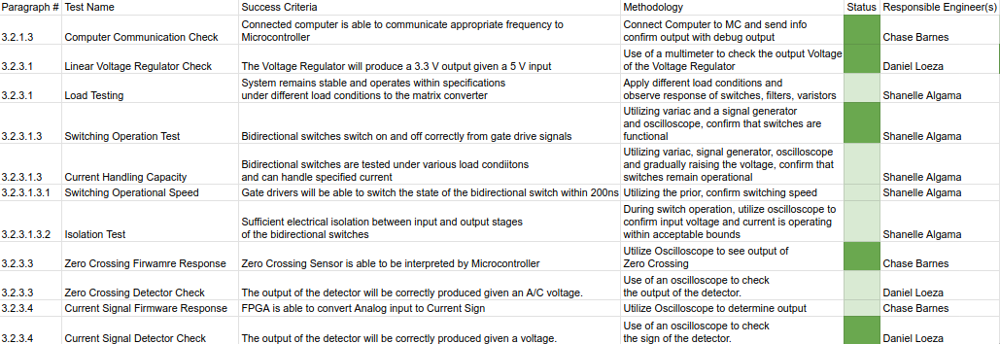 Paragraph # Test Name Success Criteria Methodology Status Responsible Engineer(s)
Connected computer is able to communicate appropriate frequency to Connect Computer to MC and send info
3.2.1.3 Computer Communication Check Microcontroller confirm output with debug output Chase Barnes
Use of a multimeter to check the output Voltage
3.2.3.1 Linear Voltage Regulator Check The Voltage Regulator will produce a 3.3 V output given a 5 V input of the Voltage Regulator Daniel Loeza
System remains stable and operates within specifications Apply different load conditions and
3.2.3.1 Load Testing under different load conditions to the matrix converter observe response of switches, filters, varistors Shanelle Algama
Utilizing variac and a signal generator
and oscilloscope, confirm that switches are
3.2.3.1.3 Switching Operation Test Bidirectional switches switch on and off correctly from gate drive signals functional Shanelle Algama
Utilizing variac, signal generator, oscilloscope
Bidirectional switches are tested under various load condiitons and gradually raising the voltage, confirm that
3.2.3.1.3 Current Handling Capacity and can handle specified current switches remain operational Shanelle Algama
3.2.3.1.3.1 Switching Operational Speed Gate drivers will be able to switch the state of the bidirectional switch within 200ns Utilizing the prior, confirm switching speed Shanelle Algama
During switch operation, utilize oscilloscope to
Sufficient electrical isolation between input and output stages confirm input voltage and current is operating
3.2.3.1.3.2 Isolation Test of the bidirectional switches within acceptable bounds Shanelle Algama
Utilize Oscilloscope to see output of
3.2.3.3 Zero Crossing Firwamre Response Zero Crossing Sensor is able to be interpreted by Microcontroller Zero Crossing Chase Barnes
Use of an oscilloscope to check
3.2.3.3 Zero Crossing Detector Check The output of the detector will be correctly produced given an A/C voltage. the output of the detector. Daniel Loeza
3.2.3.4 Current Signal Firmware Response FPGA is able to convert Analog input to Current Sign Utilize Oscilloscope to determine output Chase Barnes
Use of an oscilloscope to check
3.2.3.4 Current Signal Detector Check The output of the detector will be correctly produced given a voltage. the sign of the detector. Daniel Loeza